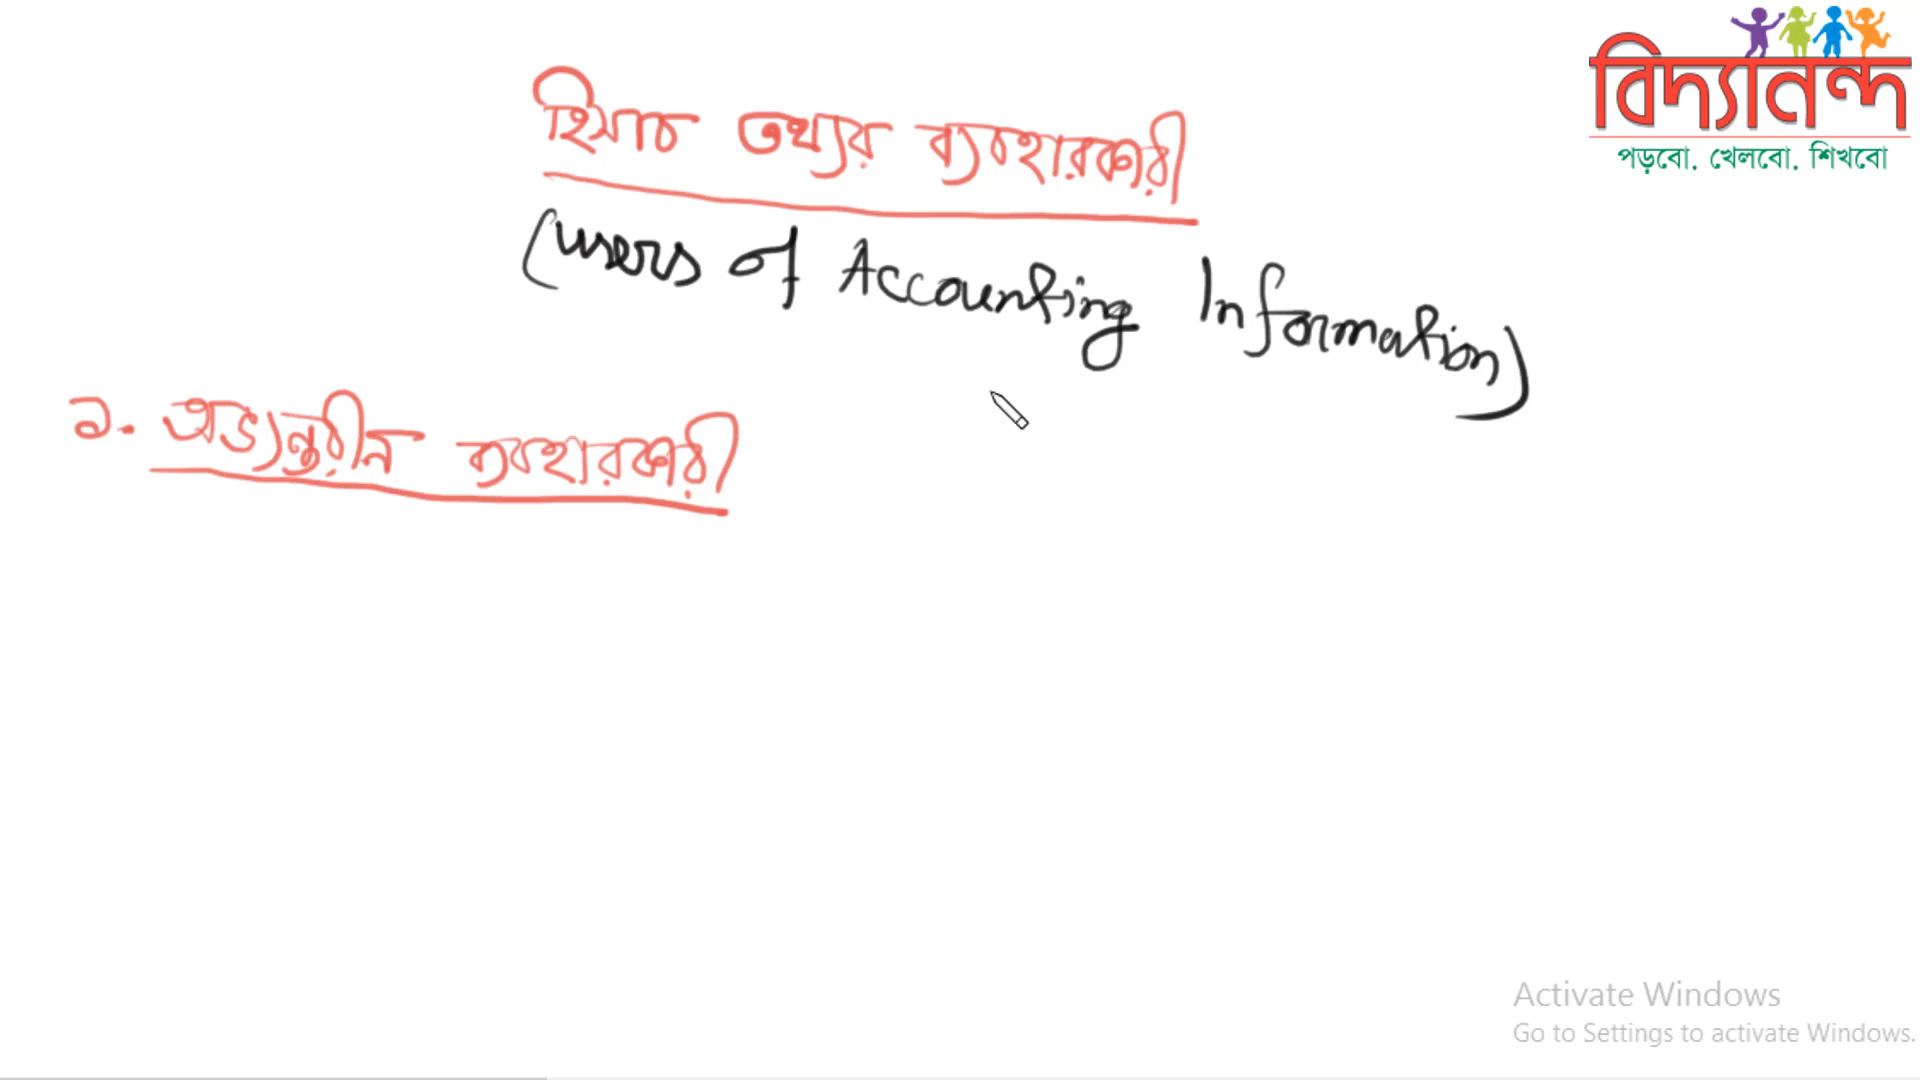 বিদ্যানন্দ
পড়বো. খেলবো. শিখবো
হিসাব তথ্যের ব্যবহারকারী
(users of Accounting Information)
১. অভ্যন্তরীন ব্যবহারকারী
Activate Windows
Go to Settings to activate Windows.